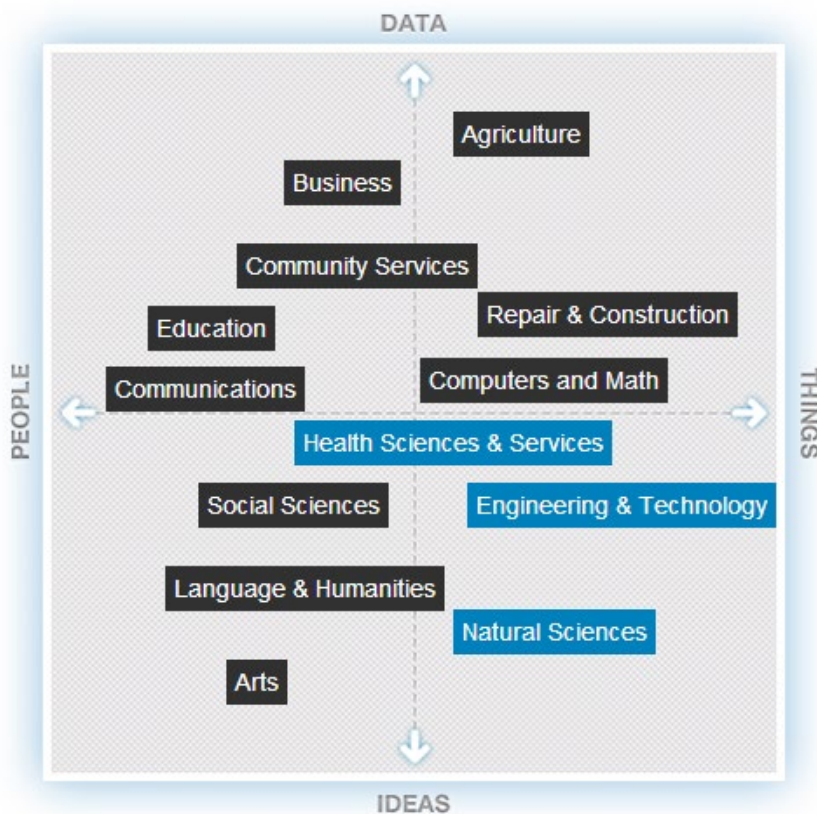 DATA
Agriculture
Business
Community Services
Repair & Construction
Education
Computers and Math
Communications
PEOPLE
THINGS
Health Sciences & Services
Social Sciences
Engineering & Technology
Language & Humanities
Natural Sciences
Arts
IDEAS